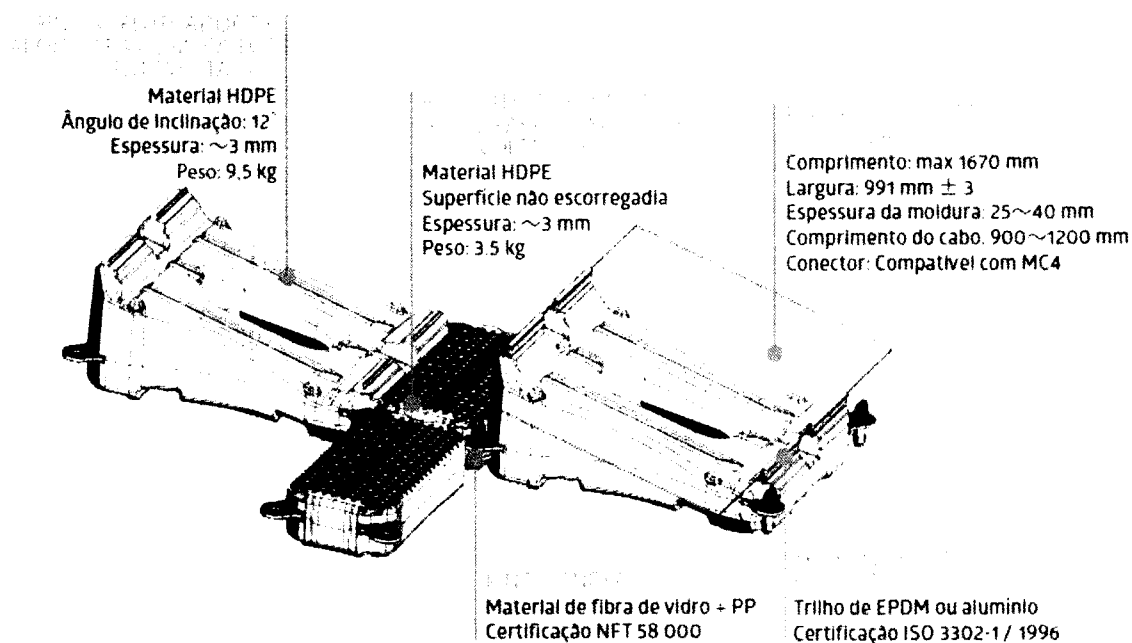 Material HDPE
Ângulo de Inclinação: 12°
Espessura: ~3 mm
Peso: 9,5 kg
Material HDPE
Superfície não escorregadia
Espessura: ~3 mm
Peso: 3.5 kg
Comprimento: max 1670 mm
Largura: 991 mm ± 3
Espessura da moldura: 25~40 mm
Comprimento do cabo: 900~1200 mm
Conector: Compatível com MC4
Material de fibra de vidro + PP
Certificação NFT 58 000
Trilho de EPDM ou alumínio
Certificação ISO 3302-1 / 1996